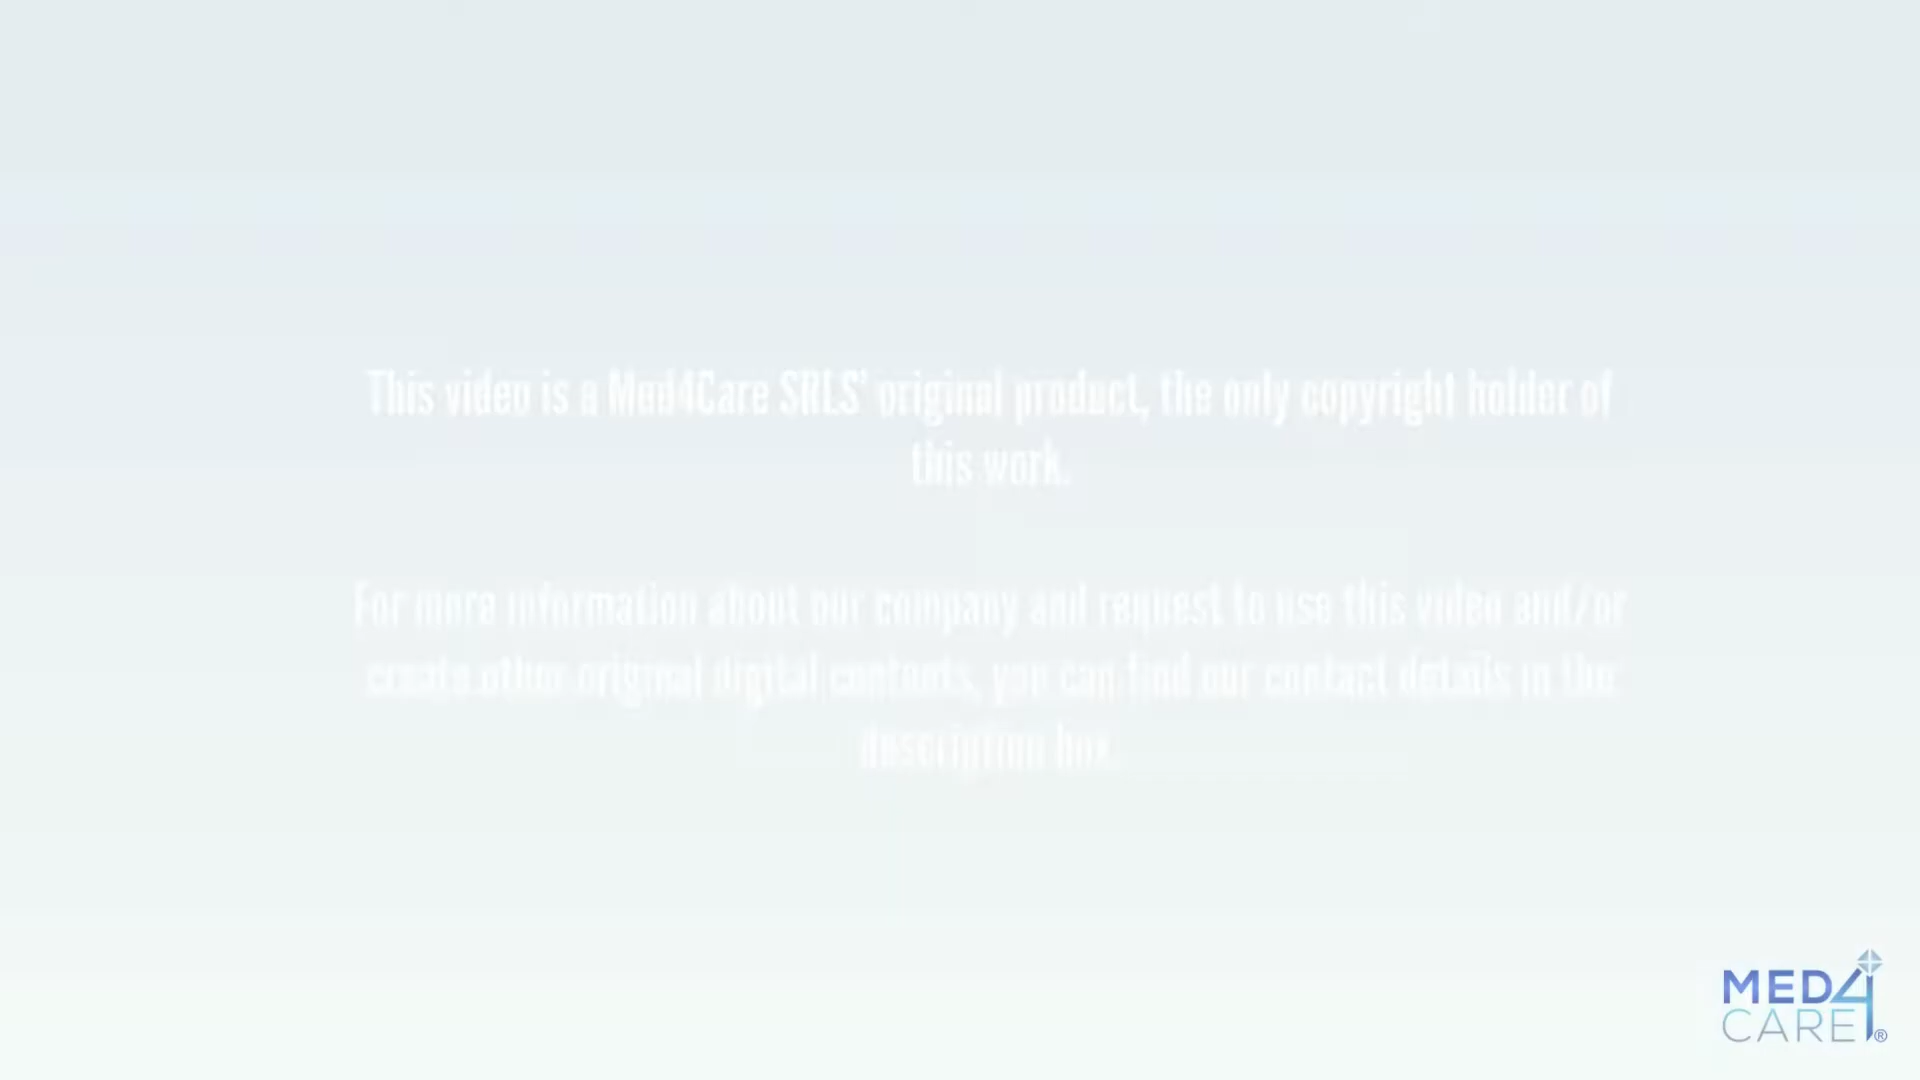 This video is a Med4Care SRLS' original product, the only copyright holder of
this work.
For more information about our company and request to use this video and/or
create other original digital contents, you can find our contact details in the
description box
MED4
CARE®